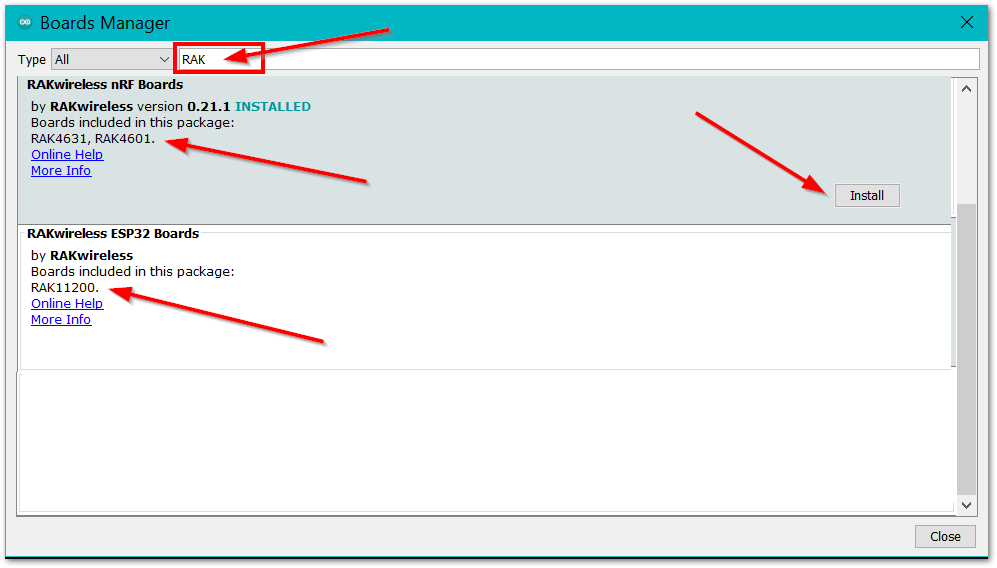 Boards Manager
Type All RAK
RAKwireless nRF Boards
by RAKwireless version 0.21.1 INSTALLED
Boards included in this package:
RAK4631, RAK4601.
Online Help
More Info
Install
RAKwireless ESP32 Boards
by RAKwireless
Boards included in this package:
RAK11200.
Online Help
More Info
Close